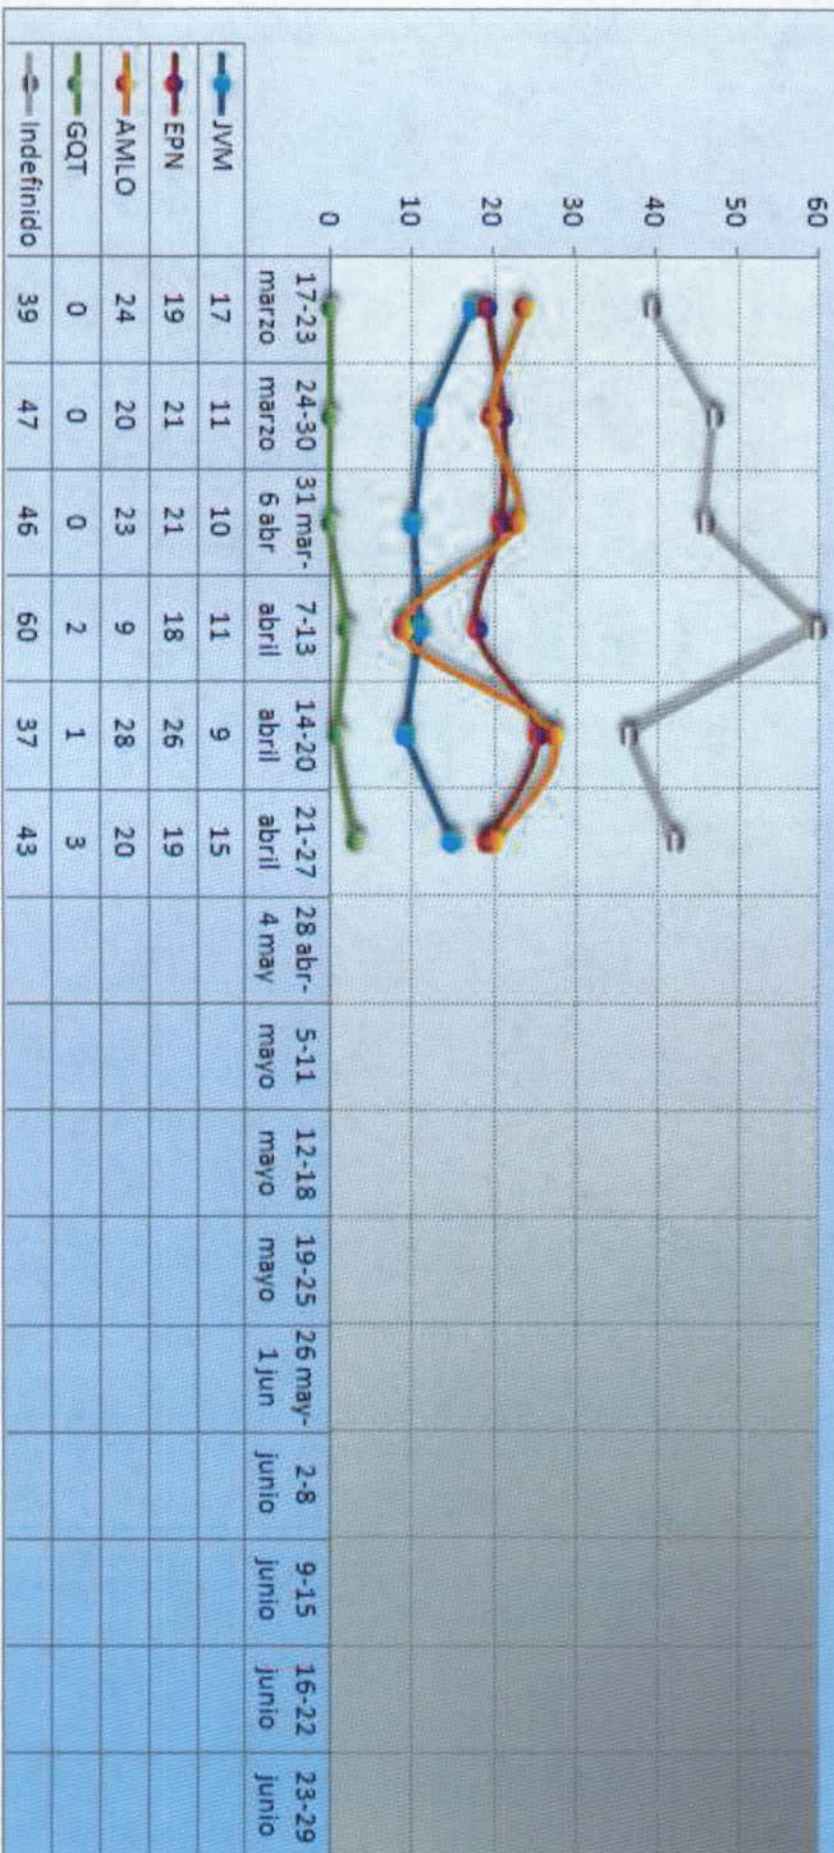 60
50
40
30
20
10
0
17-23 marzo 24-30 marzo 31 mar- 6 abr 7-13 abril 14-20 abril 21-27 abril 28 abr- 4 may 5-11 mayo 12-18 mayo 19-25 mayo 26 may- 1 jun 2-8 junio 9-15 junio 16-22 junio 23-29 junio
JVM 17 11 10 11 9 15
EPN 19 21 21 18 26 19
AMLO 24 20 23 9 28 20
GQT 0 0 0 2 1 3
Indefinido 39 47 46 60 37 43